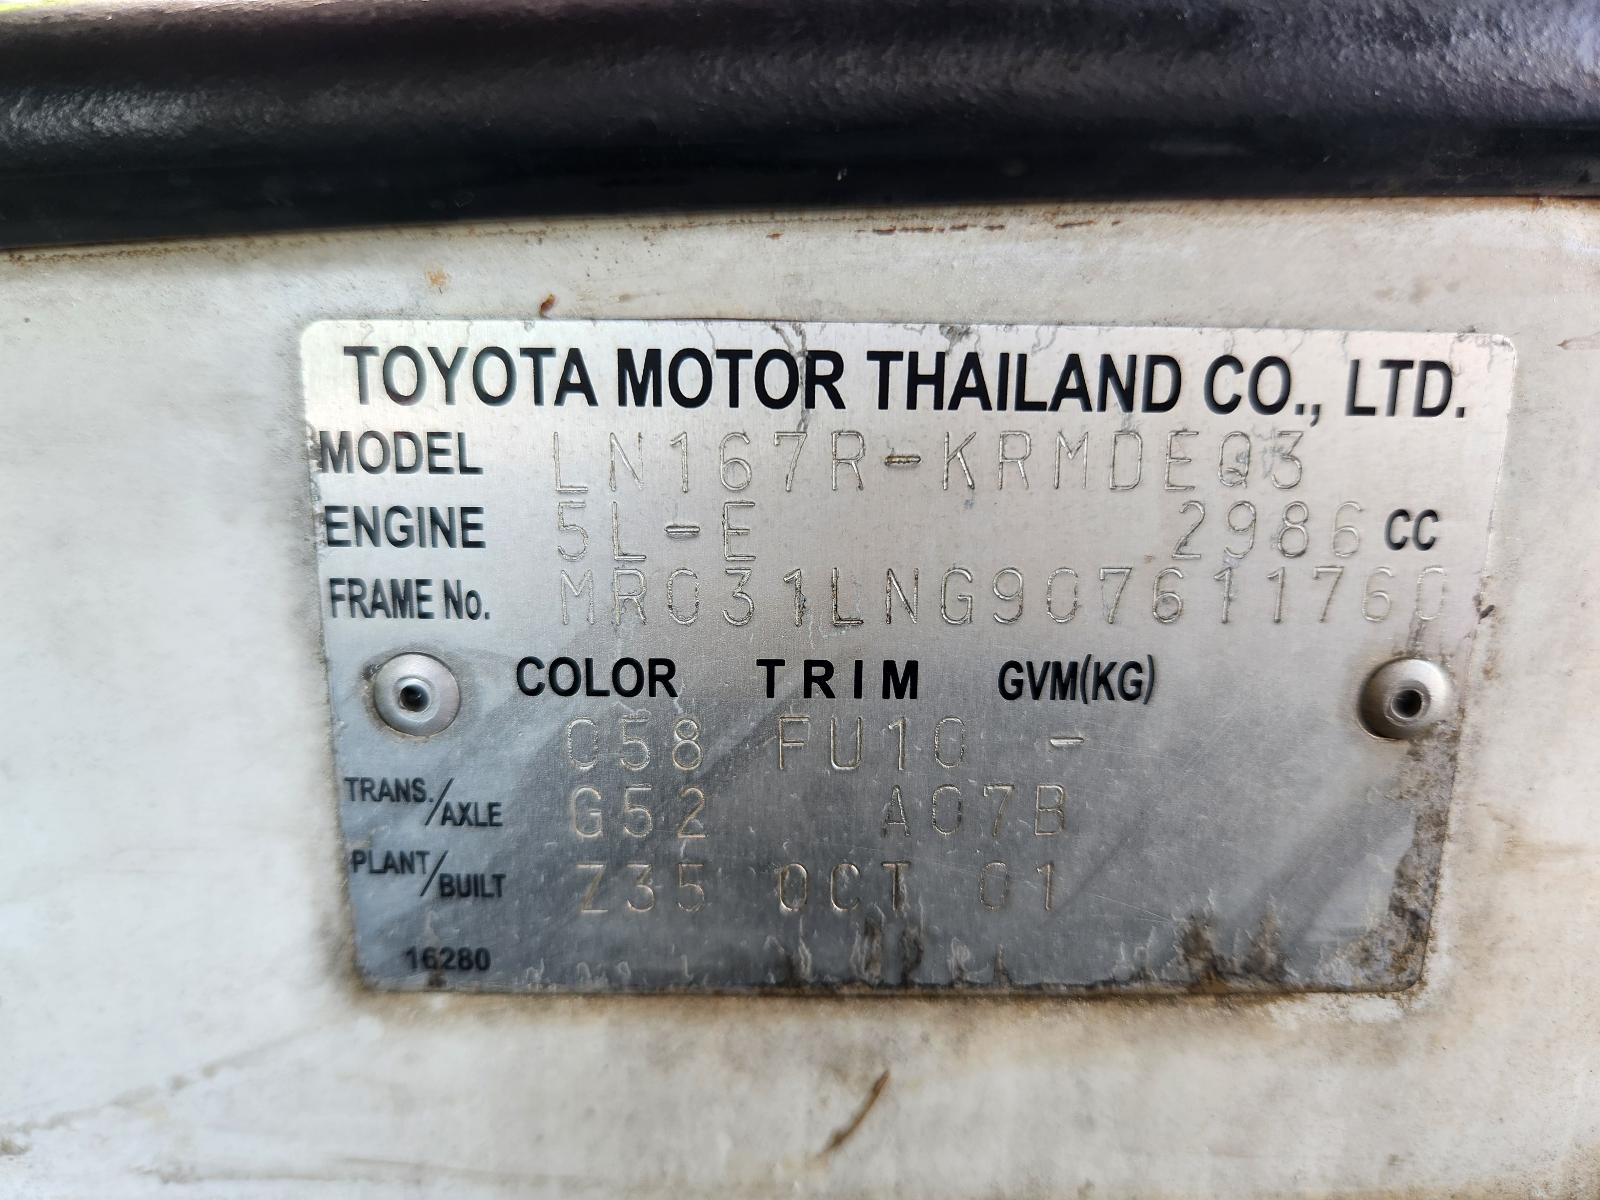 TOYOTA MOTOR THAILAND CO., LTD.
MODEL LN167R-KRMDEQ3
ENGINE 5L-E 2986 CC
FRAME No. MR031LNG907611760
COLOR TRIM GVM(KG)
058 FU10 -
TRANS./AXLE G52 A07B
PLANT/BUILT Z35 OCT 01
16280